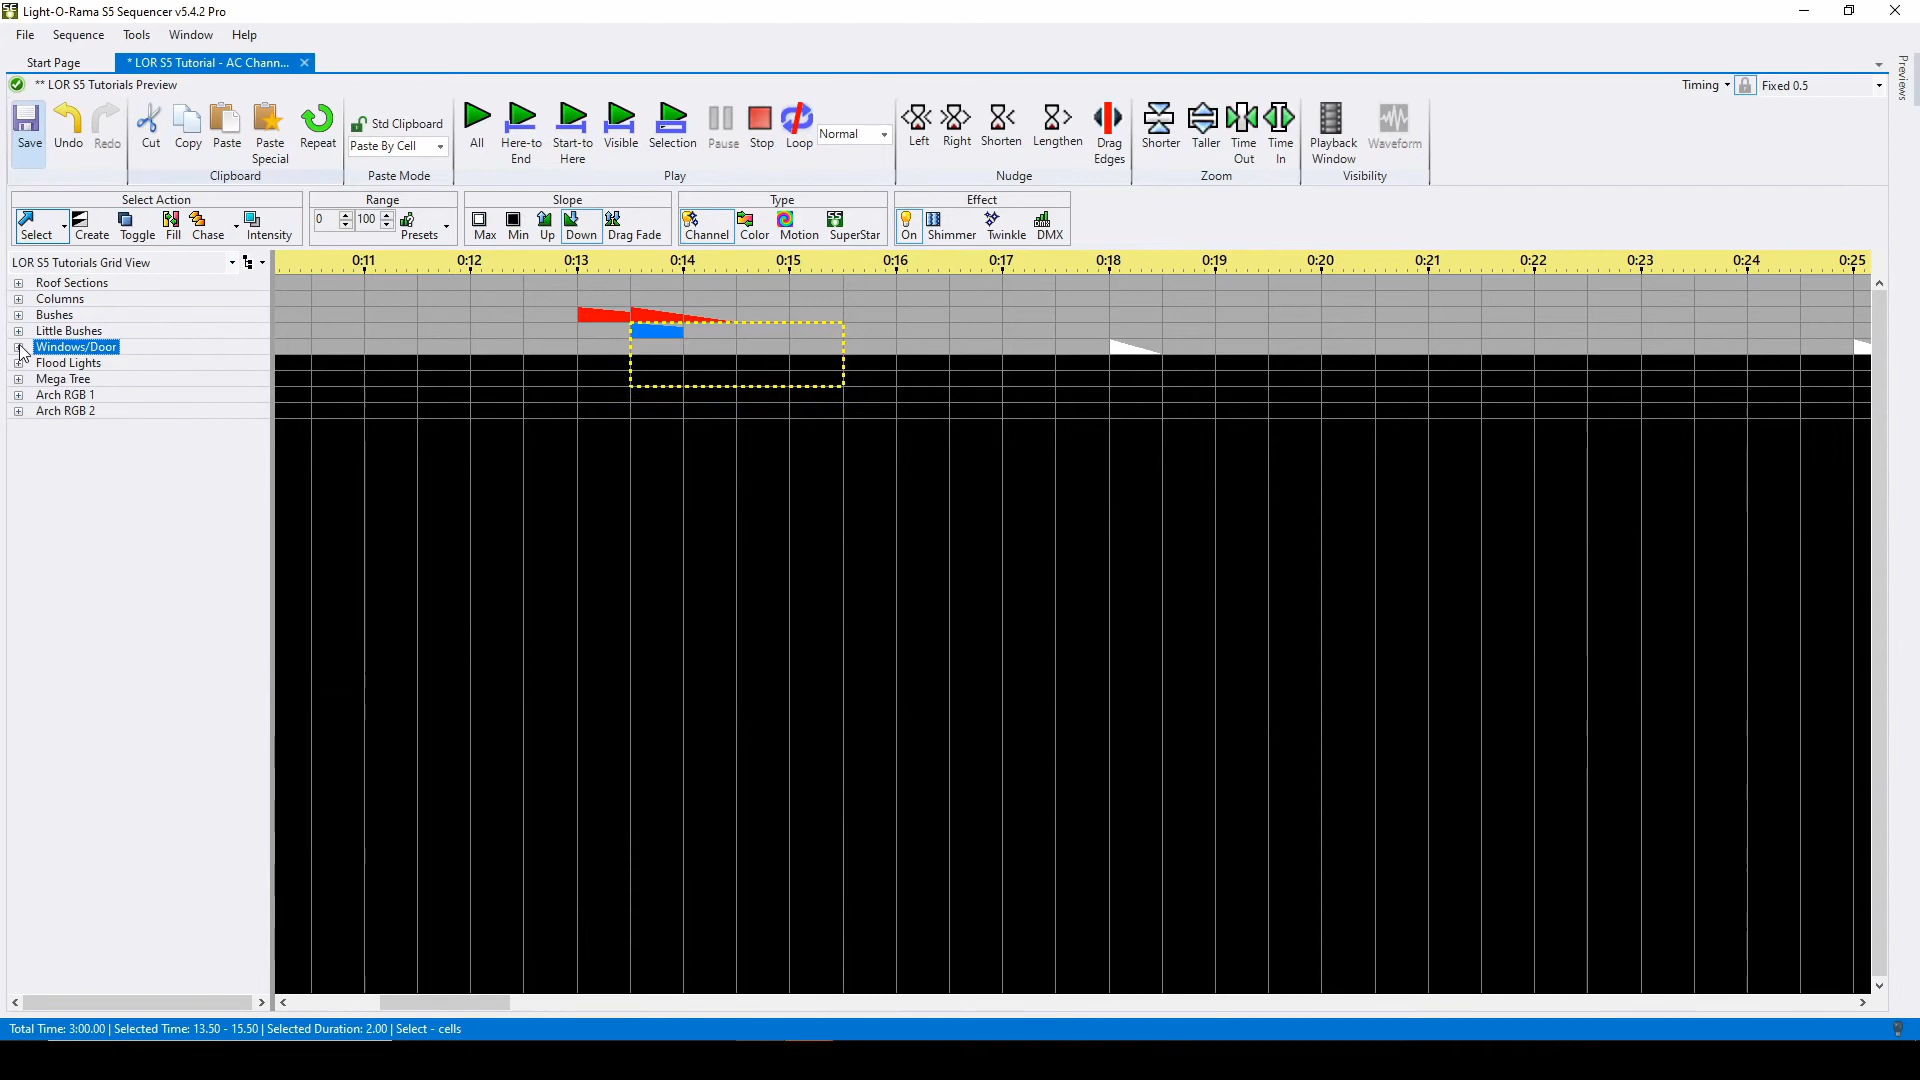 Light-O-Rama S5 Sequencer v5.4.2 Pro
File Sequence Tools Window Help
Start Page * LOR S5 Tutorial - AC Chann...
** LOR S5 Tutorials Preview Timing Fixed 0.5
Previews
Save Undo Redo Cut Copy Paste Paste Special Repeat
Clipboard
Std Clipboard
Paste By Cell
Paste Mode
All Here-to End Start-to Here Visible Selection Pause Stop Loop Normal
Play
Left Right Shorten Lengthen Drag Edges
Nudge
Shorter Taller Time Out Time In
Zoom
Playback Window Waveform
Visibility
Select Action Range Slope Type Effect
Select Create Toggle Fill Chase Intensity 0 100 Presets Max Min Up Down Drag Fade Channel Color Motion SuperStar On Shimmer Twinkle DMX
LOR S5 Tutorials Grid View 0:11 0:12 0:13 0:14 0:15 0:16 0:17 0:18 0:19 0:20 0:21 0:22 0:23 0:24 0:25
Roof Sections
Columns
Bushes
Little Bushes
Windows/Door
Flood Lights
Mega Tree
Arch RGB 1
Arch RGB 2
Total Time: 3:00.00 | Selected Time: 13.50 - 15.50 | Selected Duration: 2.00 | Select - cells